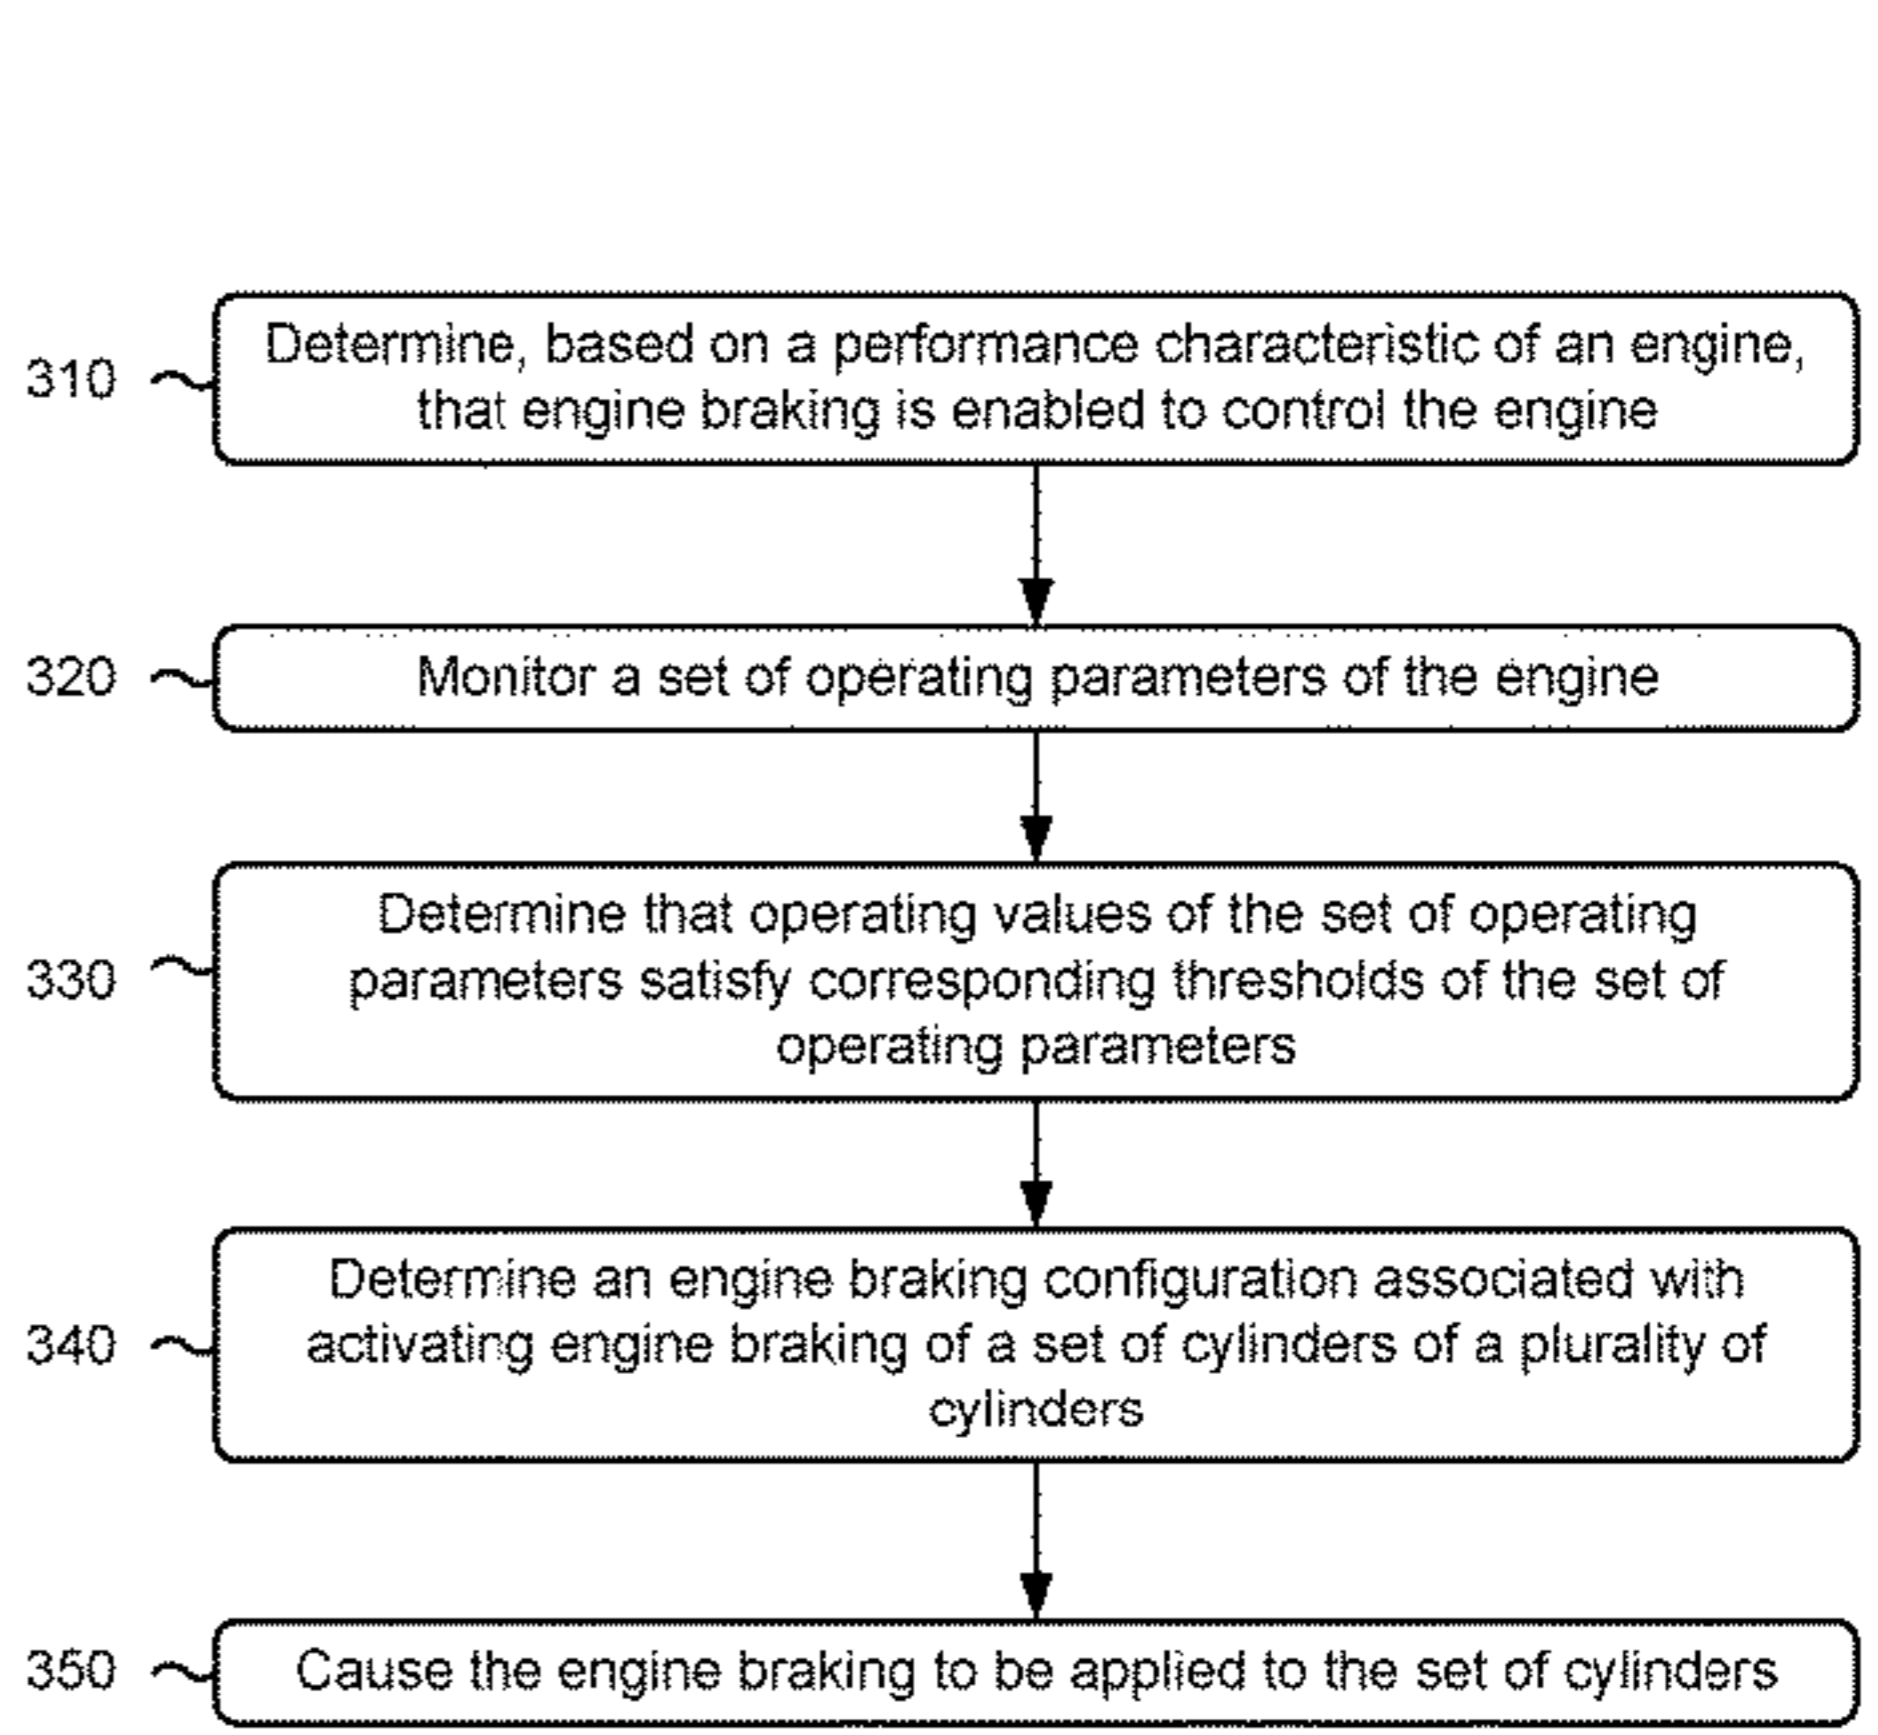 310
Determine, based on a performance characteristic of an engine,
that engine braking is enabled to control the engine
320
Monitor a set of operating parameters of the engine
330
Determine that operating values of the set of operating
parameters satisfy corresponding thresholds of the set of
operating parameters
340
Determine an engine braking configuration associated with
activating engine braking of a set of cylinders of a plurality of
cylinders
350
Cause the engine braking to be applied to the set of cylinders